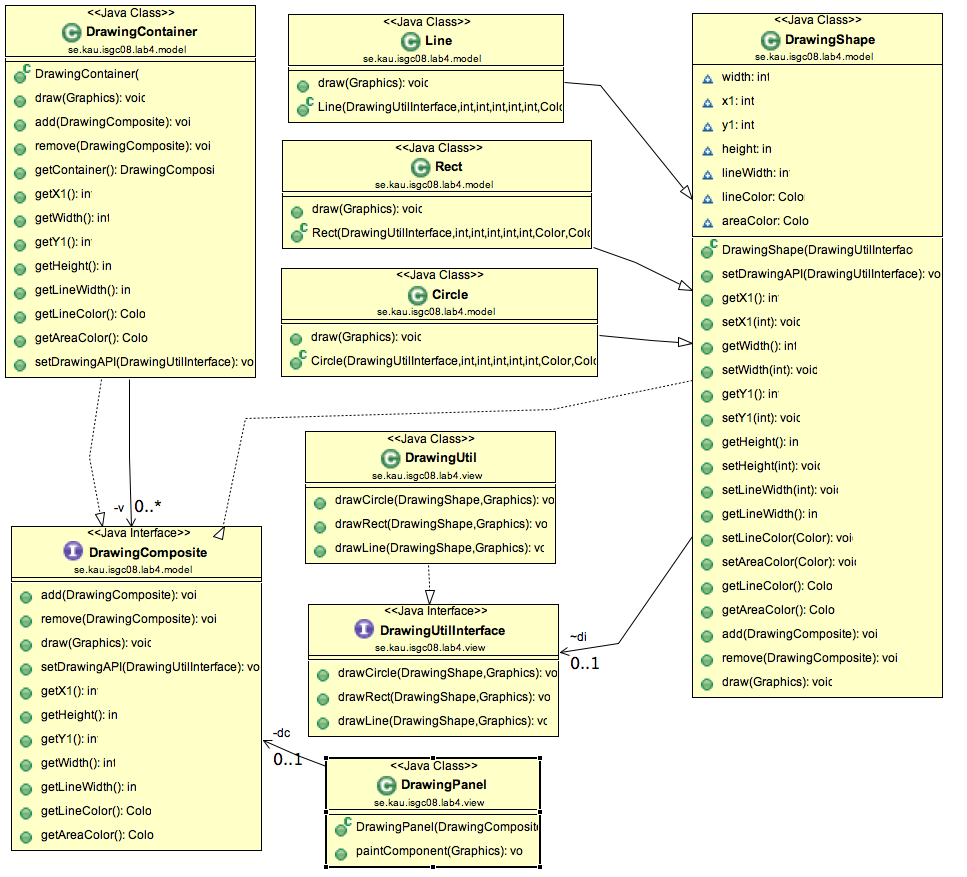 <<Java Class>>
DrawingContainer
se.kau.isgc08.lab4.model
DrawingContainer(
draw(Graphics): voic
add(DrawingComposite): voi
remove(DrawingComposite): voi
getContainer(): DrawingComposi
getX1(): in
getWidth(): int
getY1(): in
getHeight(): in
getLineWidth(): in
getLineColor(): Colo
getAreaColor(): Colo
setDrawingAPI(DrawingUtilInterface): vo
<<Java Class>>
Line
se.kau.isgc08.lab4.model
draw(Graphics): voic
Line(DrawingUtilInterface,int,int,int,int,int,Colo
<<Java Class>>
Rect
se.kau.isgc08.lab4.model
draw(Graphics): voic
Rect(DrawingUtilInterface,int,int,int,int,int,Color,Colo
<<Java Class>>
Circle
se.kau.isgc08.lab4.model
draw(Graphics): voic
Circle(DrawingUtilInterface,int,int,int,int,int,Color,Colo
<<Java Class>>
DrawingShape
se.kau.isgc08.lab4.model
width: int
x1: int
y1: int
height: in
lineWidth: in
lineColor: Colo
areaColor: Colo
DrawingShape(DrawingUtilInterfac
setDrawingAPI(DrawingUtilInterface): vo
getX1(): in
setX1(int): voic
getWidth(): int
setWidth(int): voic
getY1(): in
setY1(int): voic
getHeight(): in
setHeight(int): voic
setLineWidth(int): voi
getLineWidth(): in
setLineColor(Color): voi
setAreaColor(Color): voi
getLineColor(): Colo
getAreaColor(): Colo
add(DrawingComposite): voi
remove(DrawingComposite): voi
draw(Graphics): voic
<<Java Class>>
DrawingUtil
se.kau.isgc08.lab4.view
drawCircle(DrawingShape,Graphics): vo
drawRect(DrawingShape,Graphics): vo
drawLine(DrawingShape,Graphics): vc
-v 0..*
<<Java Interface>>
DrawingComposite
se.kau.isgc08.lab4.model
add(DrawingComposite): voi
remove(DrawingComposite): voi
draw(Graphics): voic
setDrawingAPI(DrawingUtilInterface): vo
getX1(): in
getHeight(): in
getY1(): in
getWidth(): int
getLineWidth(): in
getLineColor(): Colo
getAreaColor(): Colo
<<Java Interface>>
DrawingUtilInterface
se.kau.isgc08.lab4.view
drawCircle(DrawingShape,Graphics): vo
drawRect(DrawingShape,Graphics): vo
drawLine(DrawingShape,Graphics): vc
~di
0..1
-dc
0..1
<<Java Class>>
DrawingPanel
se.kau.isgc08.lab4.view
DrawingPanel(DrawingComposite
paintComponent(Graphics): vo